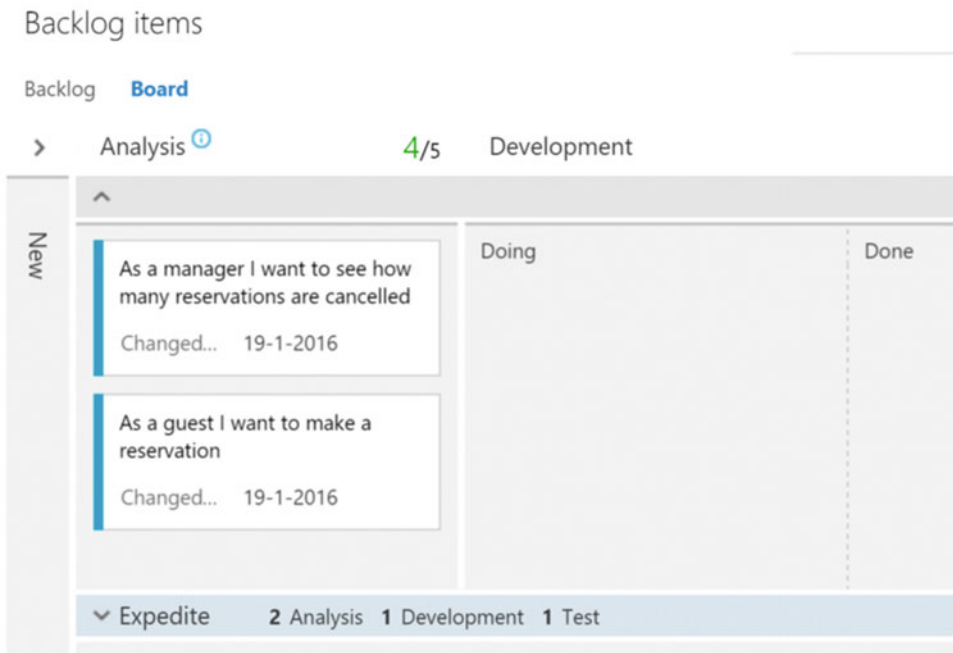 Backlog items
Backlog Board
Analysis 4/5 Development
New
Doing Done
As a manager I want to see how
many reservations are cancelled
Changed... 19-1-2016
As a guest I want to make a
reservation
Changed... 19-1-2016
Expedite 2 Analysis 1 Development 1 Test